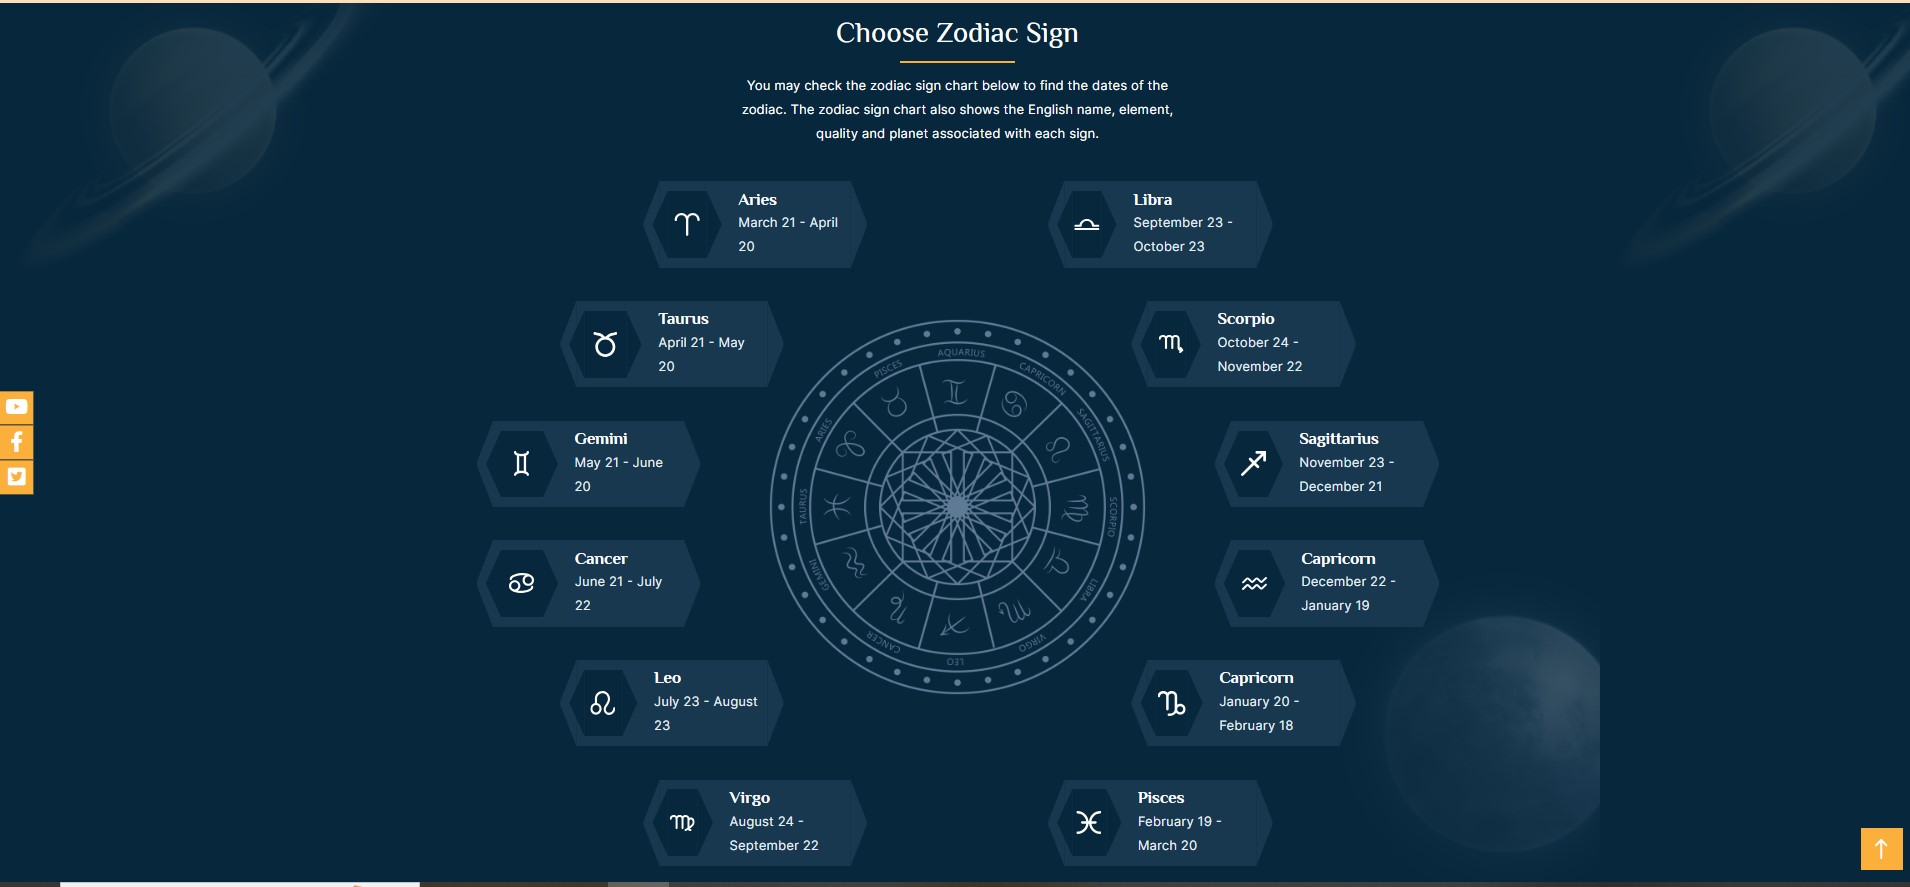 Choose Zodiac Sign
You may check the zodiac sign chart below to find the dates of the
zodiac. The zodiac sign chart also shows the English name, element,
quality and planet associated with each sign.
Aries
March 21 - April
20
Libra
September 23 -
October 23
Taurus
April 21 - May
20
Scorpio
October 24 -
November 22
Gemini
May 21 - June
20
Sagittarius
November 23 -
December 21
Cancer
June 21 - July
22
Capricorn
December 22 -
January 19
Leo
July 23 - August
23
Capricorn
January 20 -
February 18
Virgo
August 24 -
September 22
Pisces
February 19 -
March 20
AQUARIUS
CAPRICORN
SAGITTARIUS
SCORPIO
LIBRA
VIRGO
LEO
CANCER
GEMINI
TAURUS
ARIES
PISCES